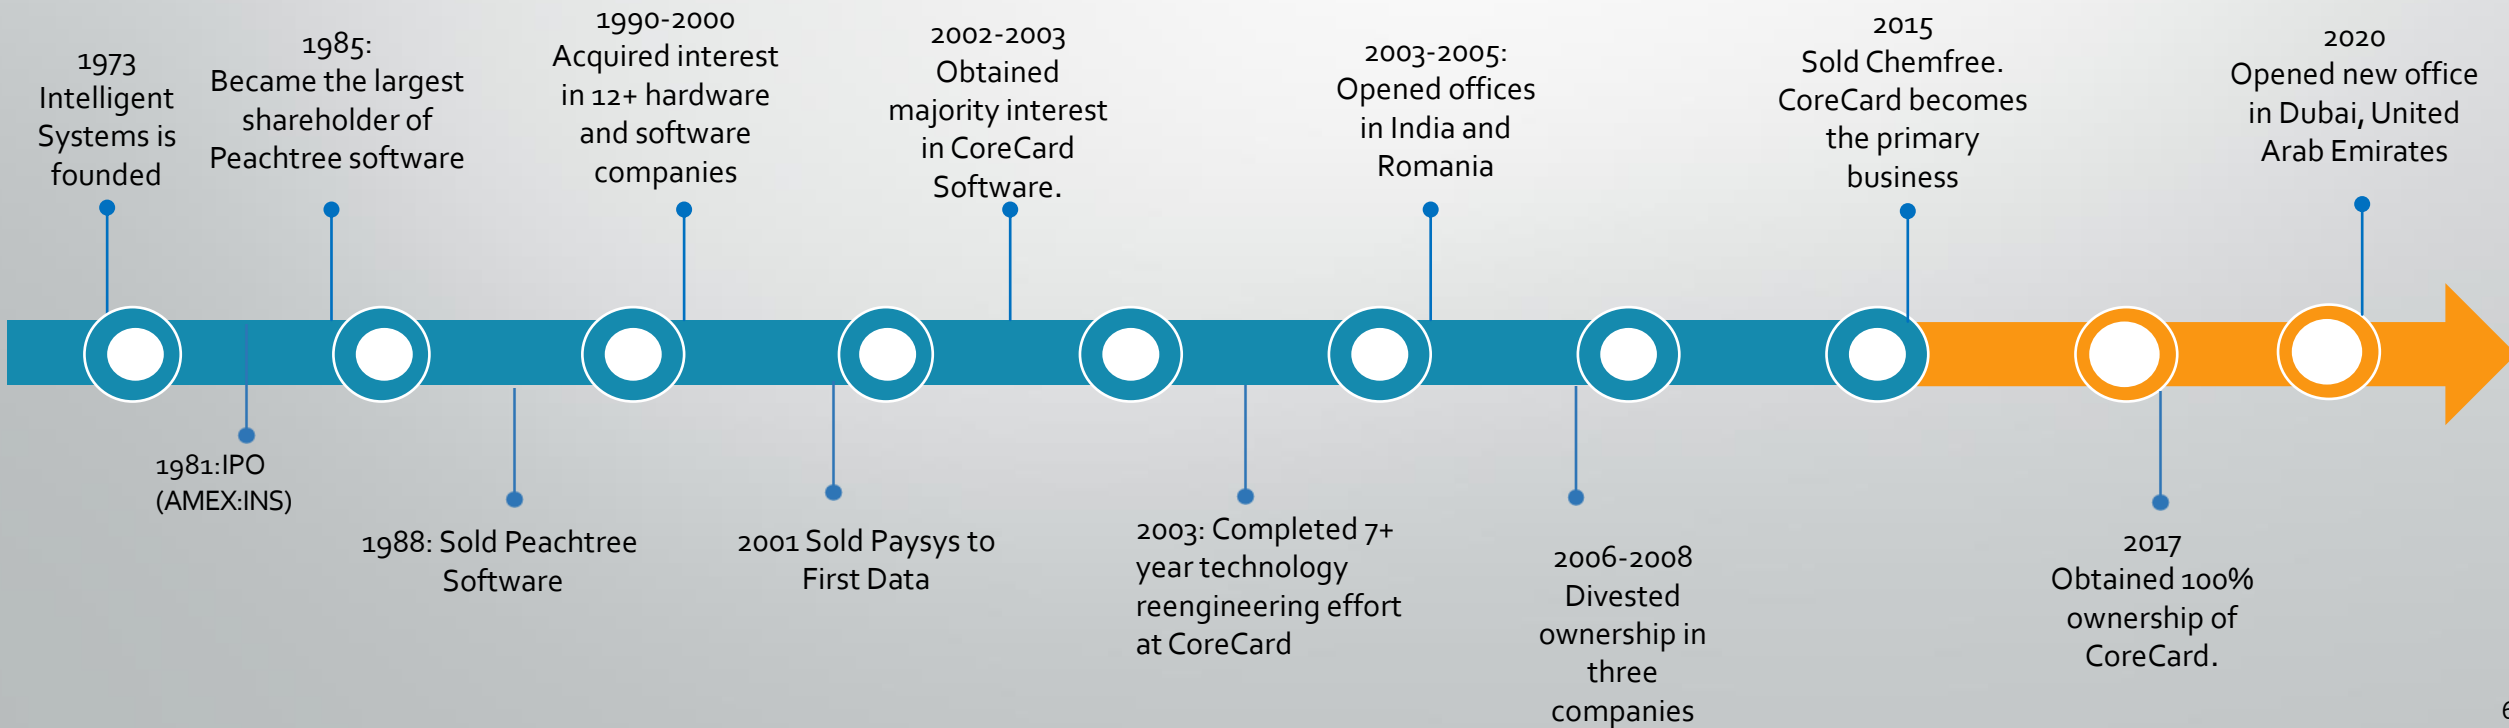 1973
Intelligent
Systems is
founded
1985:
Became the largest
shareholder of
Peachtree software
1990-2000
Acquired interest
in 12+ hardware
and software
companies
2002-2003
Obtained
majority interest
in CoreCard
Software.
2003-2005:
Opened offices
in India and
Romania
2015
Sold Chemfree.
CoreCard becomes
the primary
business
2020
Opened new office
in Dubai, United
Arab Emirates
1981:IPO
(AMEX:INS)
1988: Sold Peachtree
Software
2001 Sold Paysys to
First Data
2003: Completed 7+
year technology
reengineering effort
at CoreCard
2006-2008
Divested
ownership in
three
companies
2017
Obtained 100%
ownership of
CoreCard.